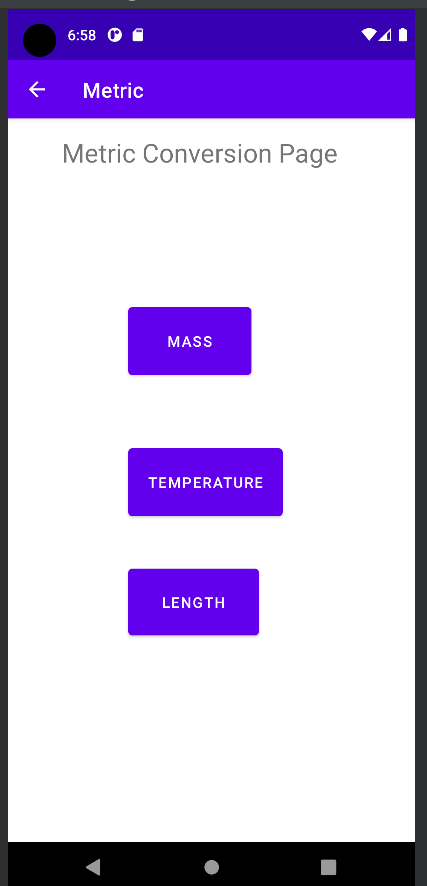 6:58
Metric
Metric Conversion Page
MASS
TEMPERATURE
LENGTH